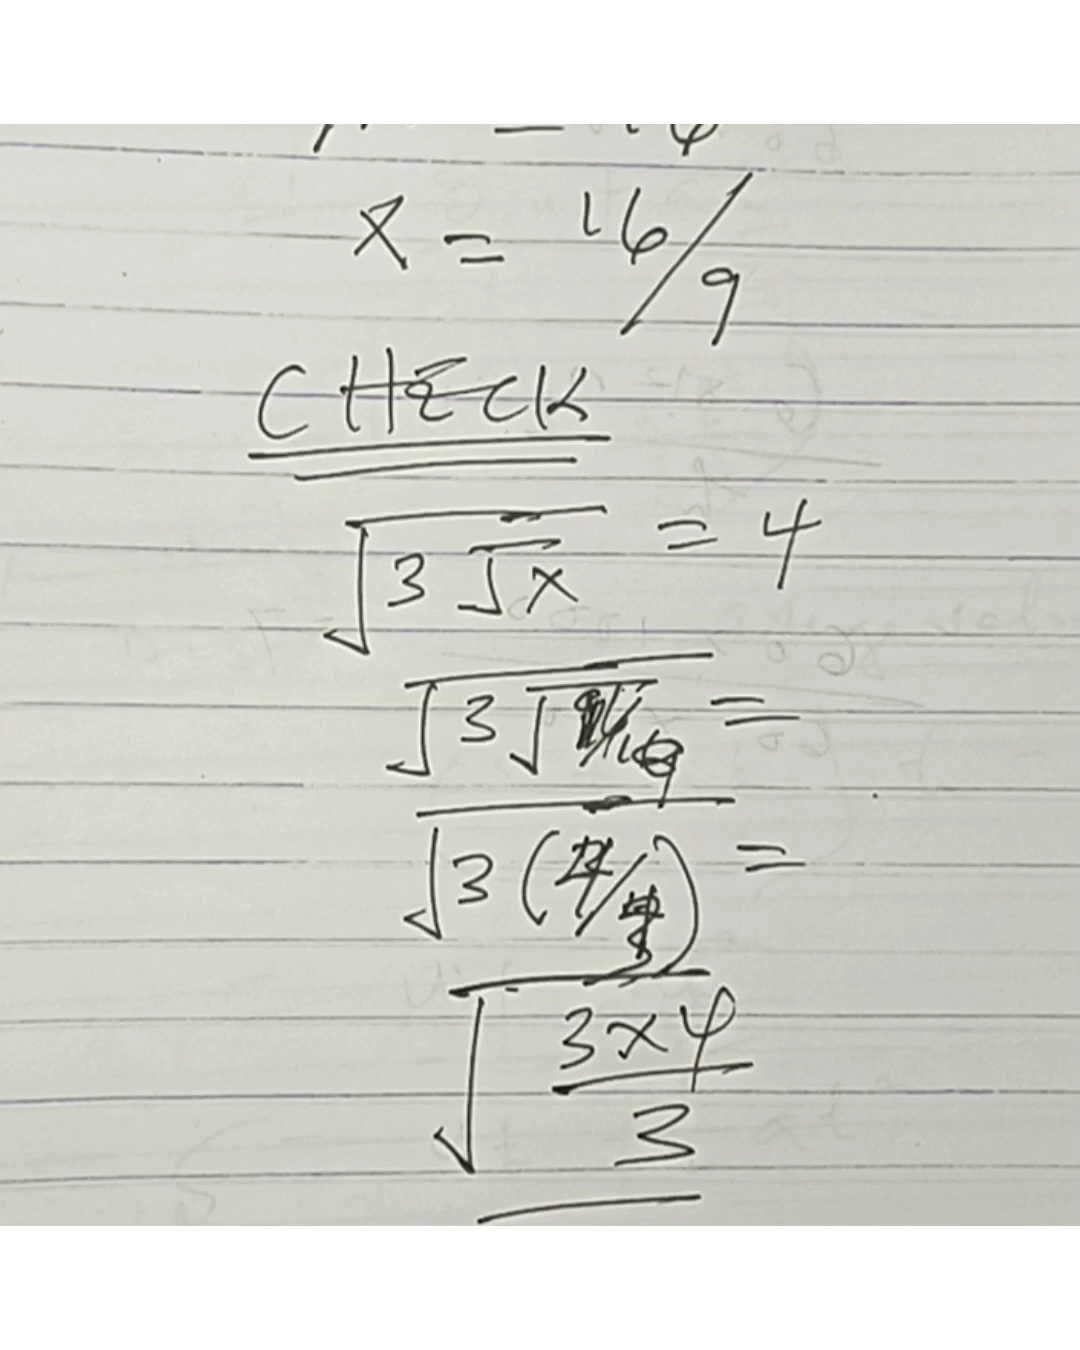 x = 16/9
CHECK
√(3√x) = 4
√(3√(16/9)) =
√(3(4/3)) =
√((3×4)/3)